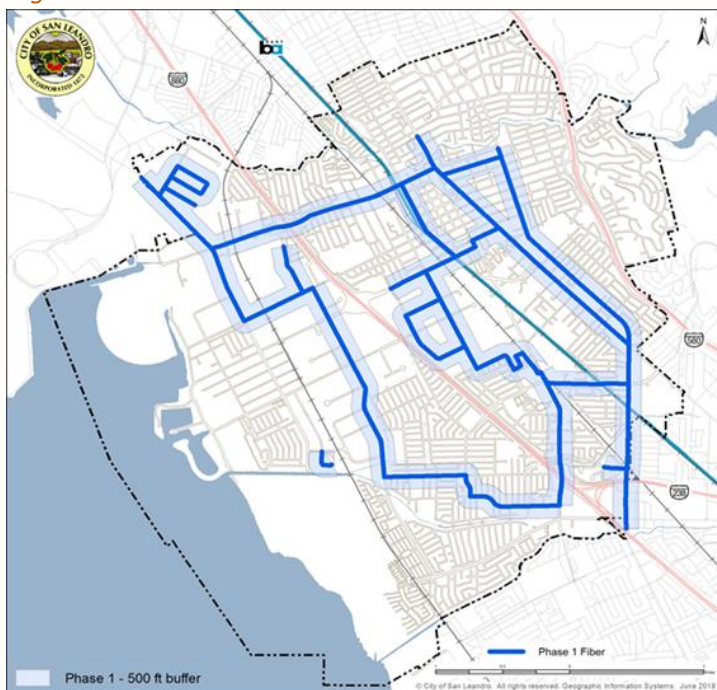 CITY OF SAN LEANDRO
INCORPORATED 1872
ba
N
880
580
238
Phase 1 Fiber
Phase 1 - 500 ft buffer
© City of San Leandro. All rights reserved. Geographic Information Systems. June 2018